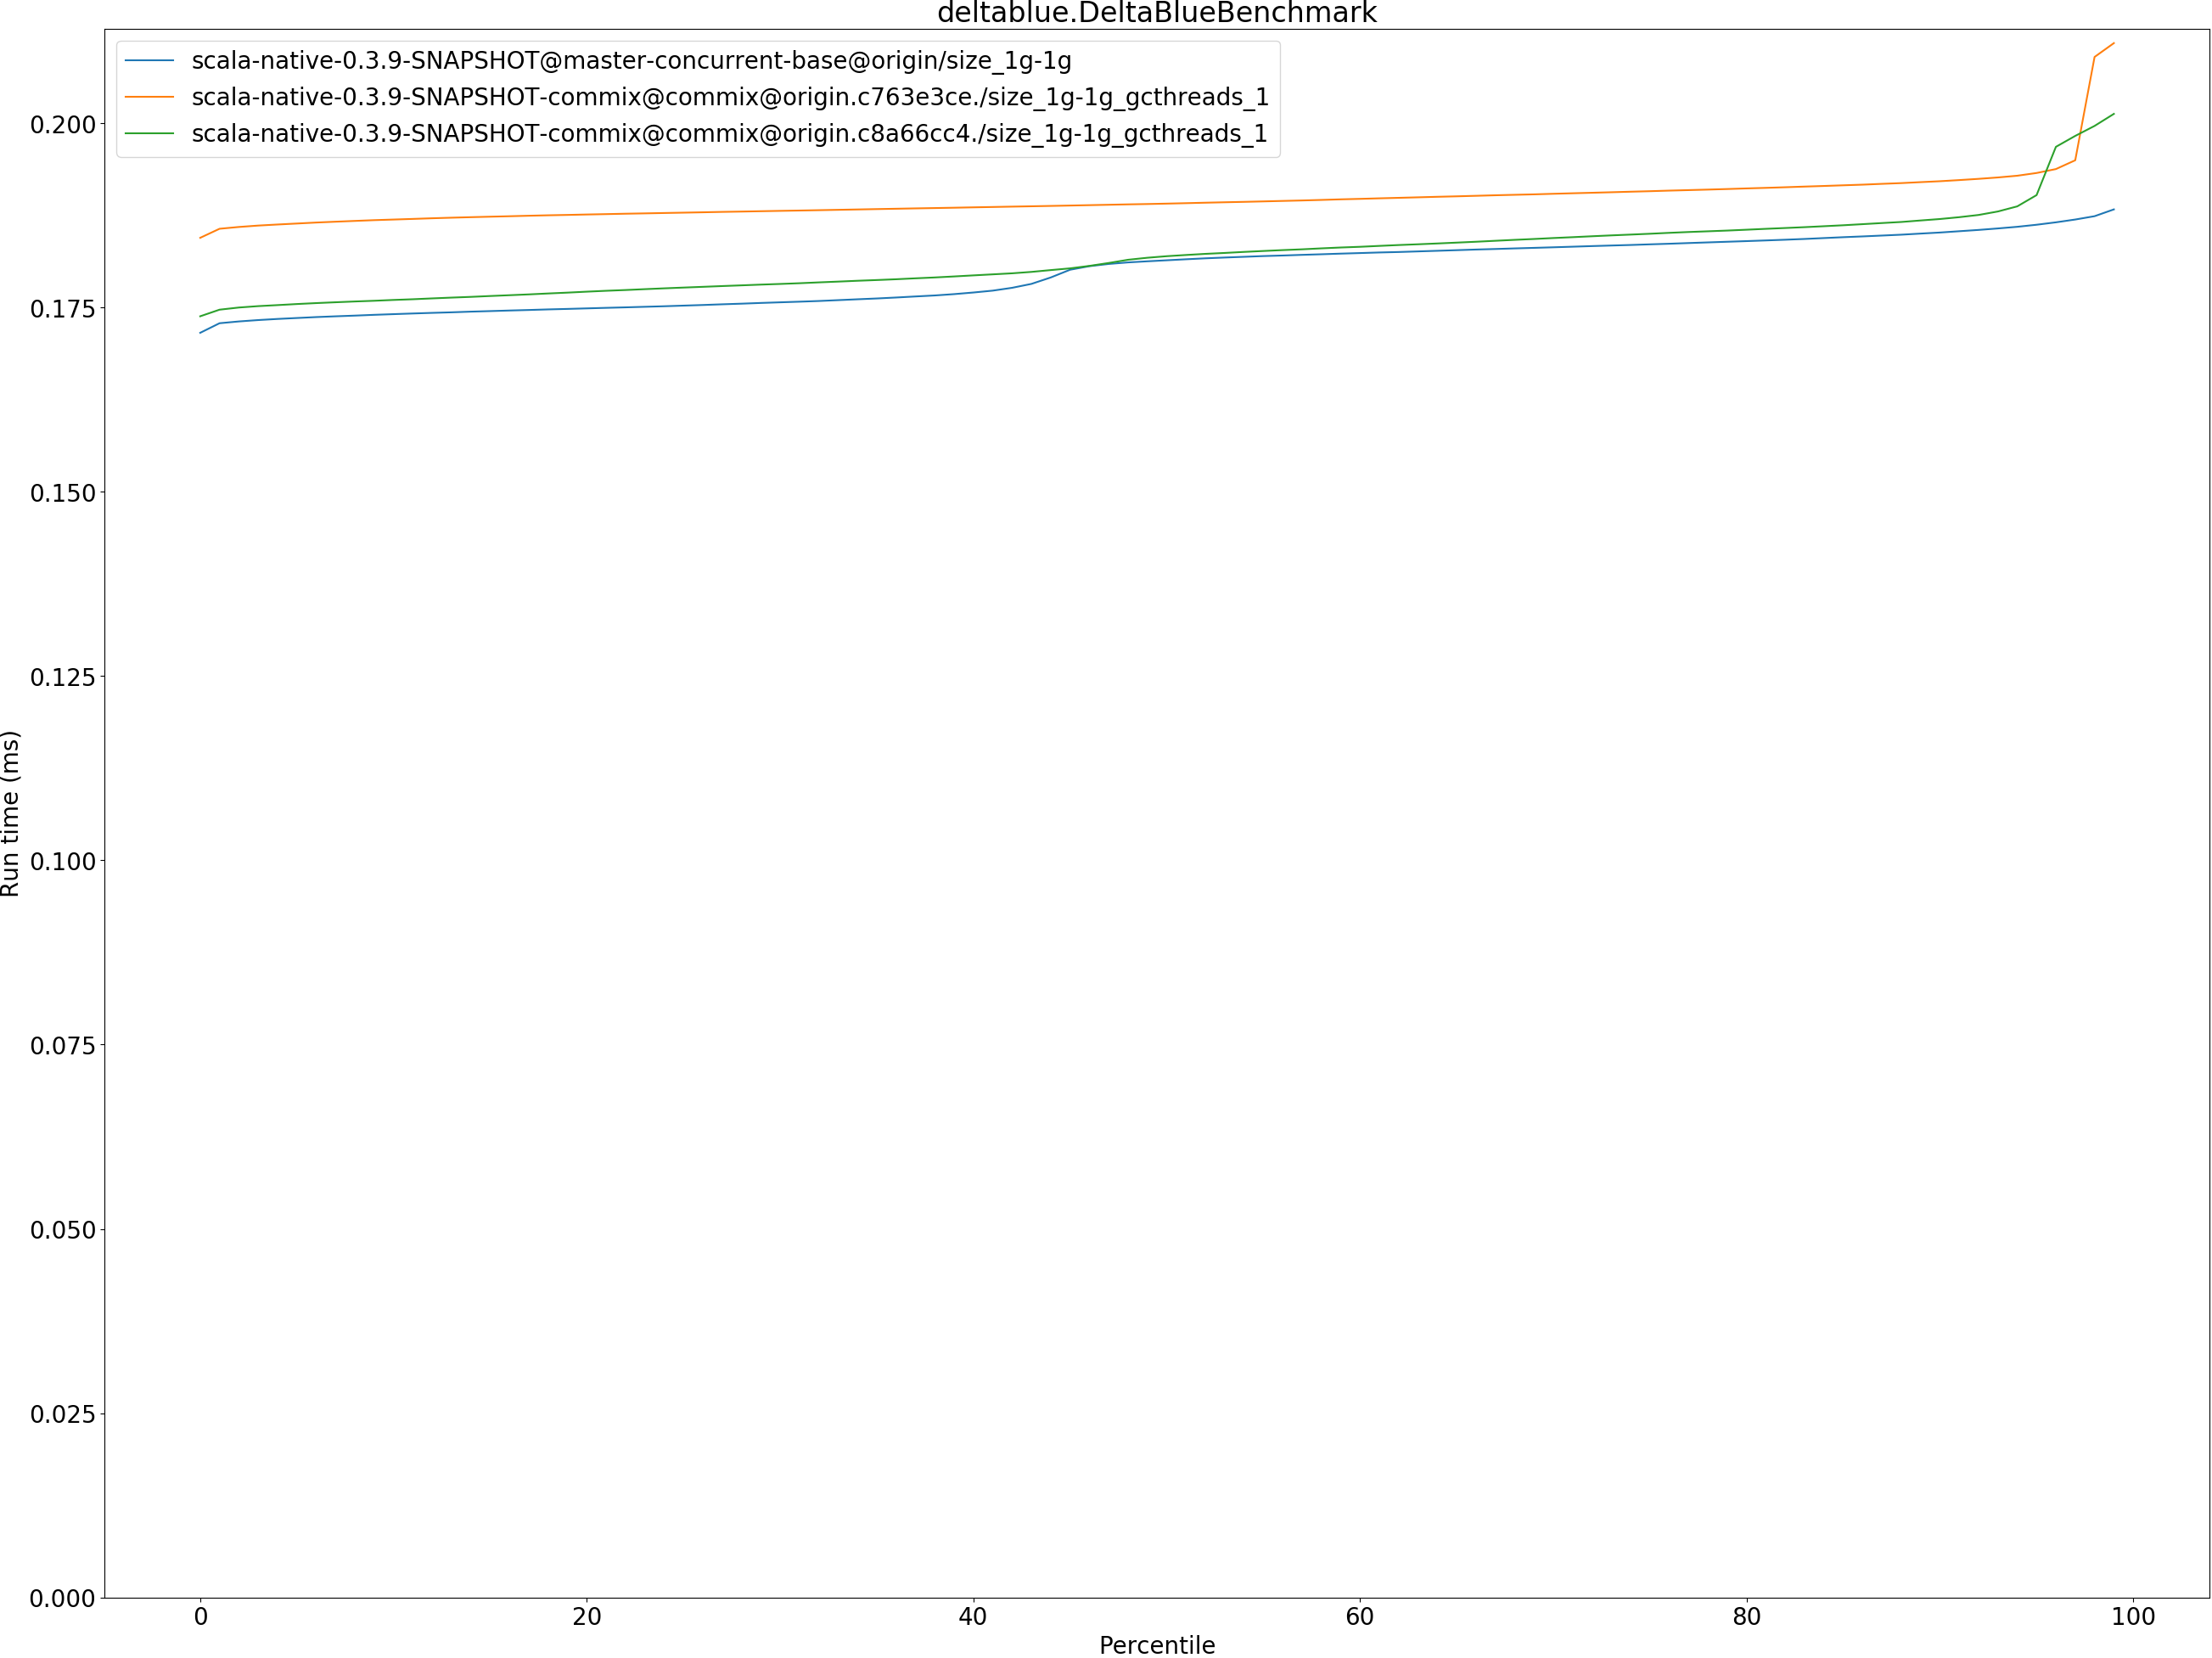 deltablue.DeltaBlueBenchmark
scala-native-0.3.9-SNAPSHOT@master-concurrent-base@origin/size_1g-1g
scala-native-0.3.9-SNAPSHOT-commix@commix@origin.c763e3ce./size_1g-1g_gcthreads_1
scala-native-0.3.9-SNAPSHOT-commix@commix@origin.c8a66cc4./size_1g-1g_gcthreads_1
0.200
0.175
0.150
0.125
0.100
0.075
0.050
0.025
0.000
Run time (ms)
0 20 40 60 80 100
Percentile